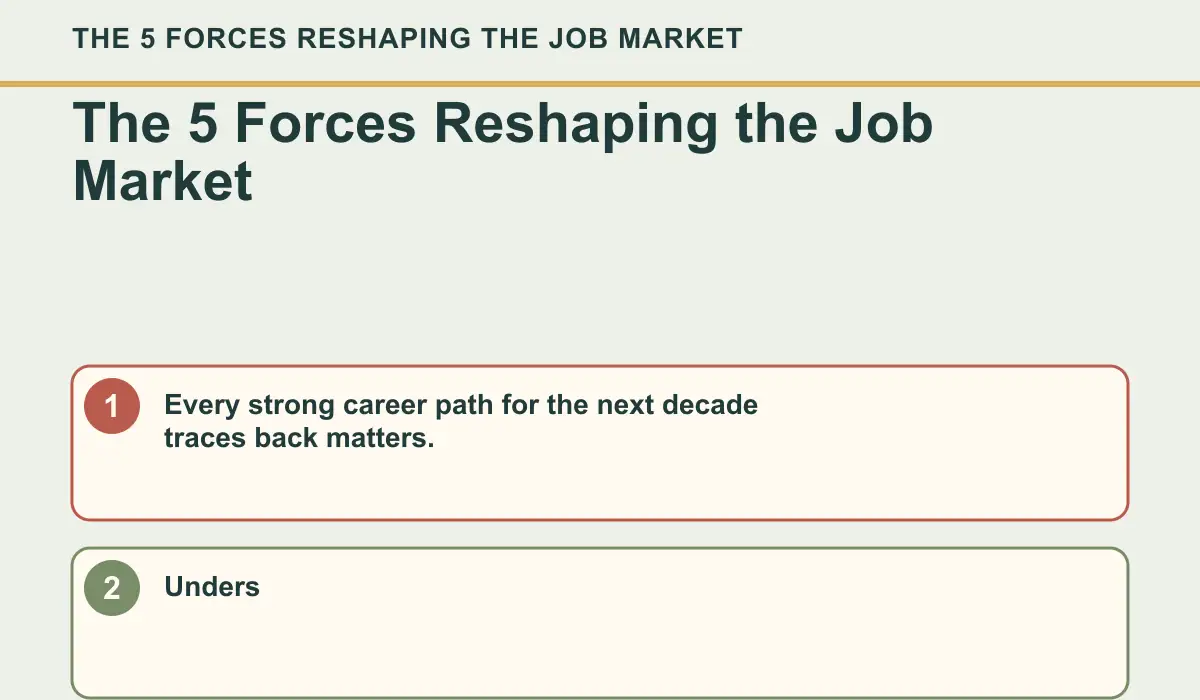 THE 5 FORCES RESHAPING THE JOB MARKET
The 5 Forces Reshaping the Job
Market
1
Every strong career path for the next decade
traces back matters.
2
Unders